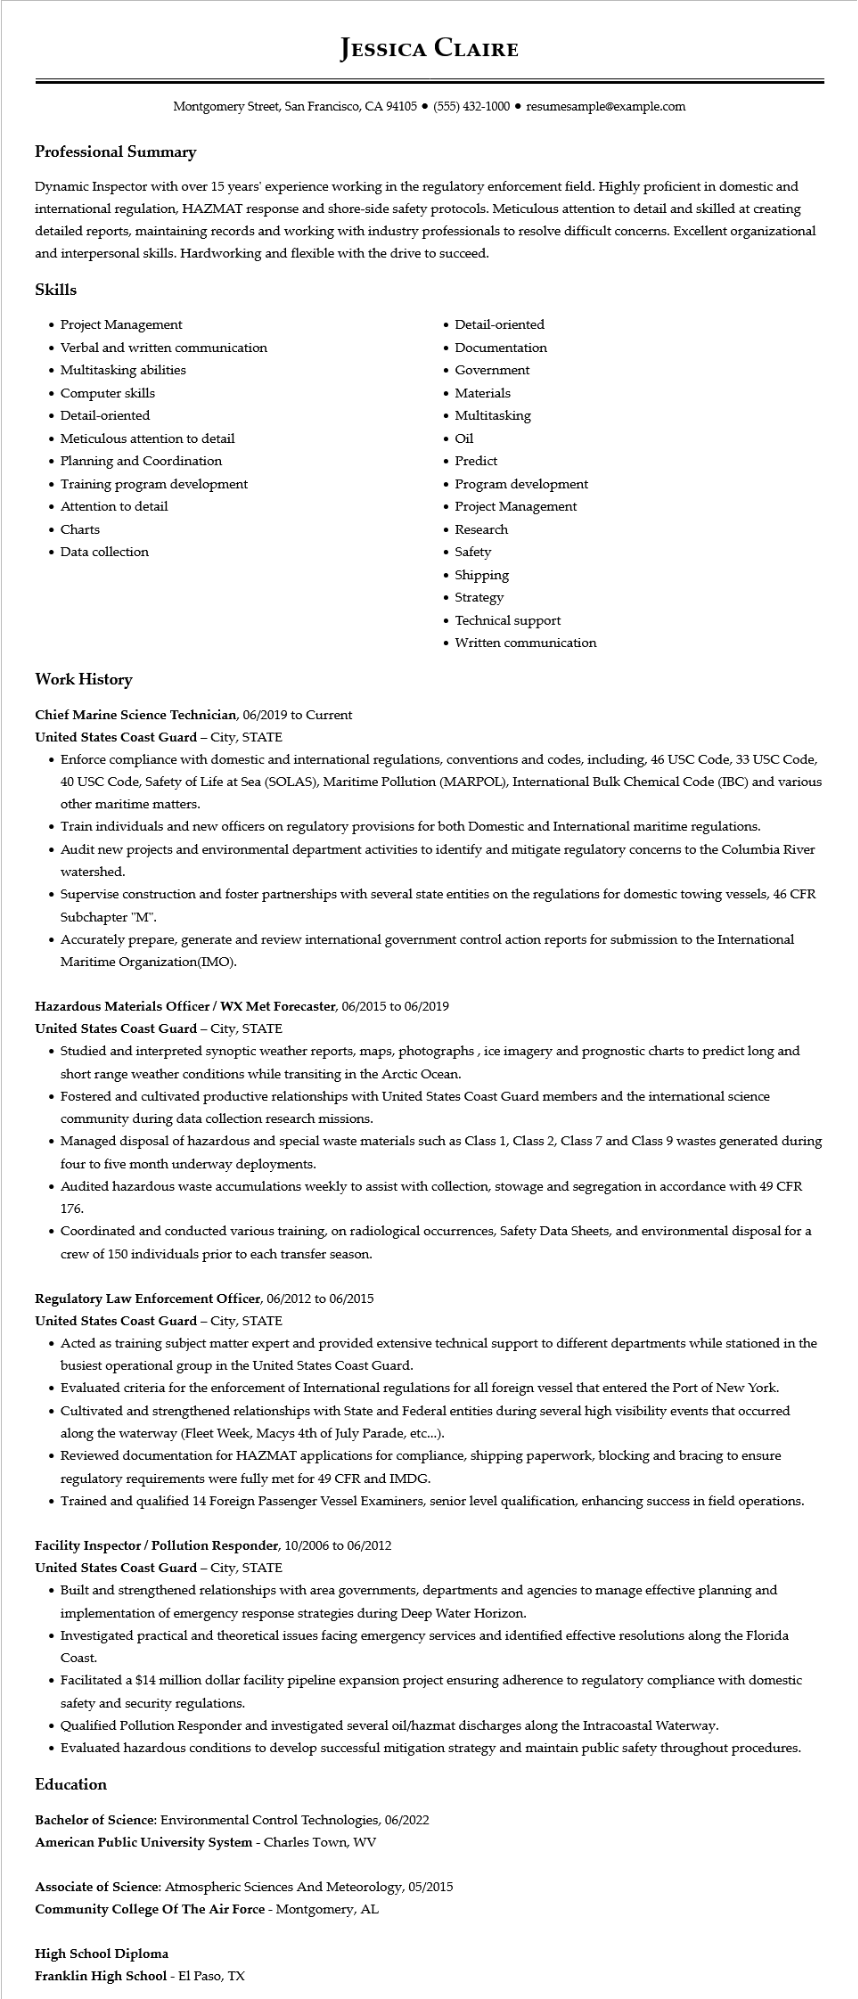 Jessica Claire
Montgomery Street, San Francisco, CA 94105 ● (555) 432-1000 ● resumesample@example.com
Professional Summary
Dynamic Inspector with over 15 years' experience working in the regulatory enforcement field. Highly proficient in domestic and
international regulation, HAZMAT response and shore-side safety protocols. Meticulous attention to detail and skilled at creating
detailed reports, maintaining records and working with industry professionals to resolve difficult concerns. Excellent organizational
and interpersonal skills. Hardworking and flexible with the drive to succeed.
Skills
• Project Management
• Verbal and written communication
• Multitasking abilities
• Computer skills
• Detail-oriented
• Meticulous attention to detail
• Planning and Coordination
• Training program development
• Attention to detail
• Charts
• Data collection
• Detail-oriented
• Documentation
• Government
• Materials
• Multitasking
• Oil
• Predict
• Program development
• Project Management
• Research
• Safety
• Shipping
• Strategy
• Technical support
• Written communication
Work History
Chief Marine Science Technician, 06/2019 to Current
United States Coast Guard – City, STATE
• Enforce compliance with domestic and international regulations, conventions and codes, including, 46 USC Code, 33 USC Code,
40 USC Code, Safety of Life at Sea (SOLAS), Maritime Pollution (MARPOL), International Bulk Chemical Code (IBC) and various
other maritime matters.
• Train individuals and new officers on regulatory provisions for both Domestic and International maritime regulations.
• Audit new projects and environmental department activities to identify and mitigate regulatory concerns to the Columbia River
watershed.
• Supervise construction and foster partnerships with several state entities on the regulations for domestic towing vessels, 46 CFR
Subchapter "M".
• Accurately prepare, generate and review international government control action reports for submission to the International
Maritime Organization(IMO).
Hazardous Materials Officer / WX Met Forecaster, 06/2015 to 06/2019
United States Coast Guard – City, STATE
• Studied and interpreted synoptic weather reports, maps, photographs , ice imagery and prognostic charts to predict long and
short range weather conditions while transiting in the Arctic Ocean.
• Fostered and cultivated productive relationships with United States Coast Guard members and the international science
community during data collection research missions.
• Managed disposal of hazardous and special waste materials such as Class 1, Class 2, Class 7 and Class 9 wastes generated during
four to five month underway deployments.
• Audited hazardous waste accumulations weekly to assist with collection, stowage and segregation in accordance with 49 CFR
176.
• Coordinated and conducted various training, on radiological occurrences, Safety Data Sheets, and environmental disposal for a
crew of 150 individuals prior to each transfer season.
Regulatory Law Enforcement Officer, 06/2012 to 06/2015
United States Coast Guard – City, STATE
• Acted as training subject matter expert and provided extensive technical support to different departments while stationed in the
busiest operational group in the United States Coast Guard.
• Evaluated criteria for the enforcement of International regulations for all foreign vessel that entered the Port of New York.
• Cultivated and strengthened relationships with State and Federal entities during several high visibility events that occurred
along the waterway (Fleet Week, Macys 4th of July Parade, etc...).
• Reviewed documentation for HAZMAT applications for compliance, shipping paperwork, blocking and bracing to ensure
regulatory requirements were fully met for 49 CFR and IMDG.
• Trained and qualified 14 Foreign Passenger Vessel Examiners, senior level qualification, enhancing success in field operations.
Facility Inspector / Pollution Responder, 10/2006 to 06/2012
United States Coast Guard – City, STATE
• Built and strengthened relationships with area governments, departments and agencies to manage effective planning and
implementation of emergency response strategies during Deep Water Horizon.
• Investigated practical and theoretical issues facing emergency services and identified effective resolutions along the Florida
Coast.
• Facilitated a $14 million dollar facility pipeline expansion project ensuring adherence to regulatory compliance with domestic
safety and security regulations.
• Qualified Pollution Responder and investigated several oil/hazmat discharges along the Intracoastal Waterway.
• Evaluated hazardous conditions to develop successful mitigation strategy and maintain public safety throughout procedures.
Education
Bachelor of Science: Environmental Control Technologies, 06/2022
American Public University System - Charles Town, WV
Associate of Science: Atmospheric Sciences And Meteorology, 05/2015
Community College Of The Air Force - Montgomery, AL
High School Diploma
Franklin High School - El Paso, TX